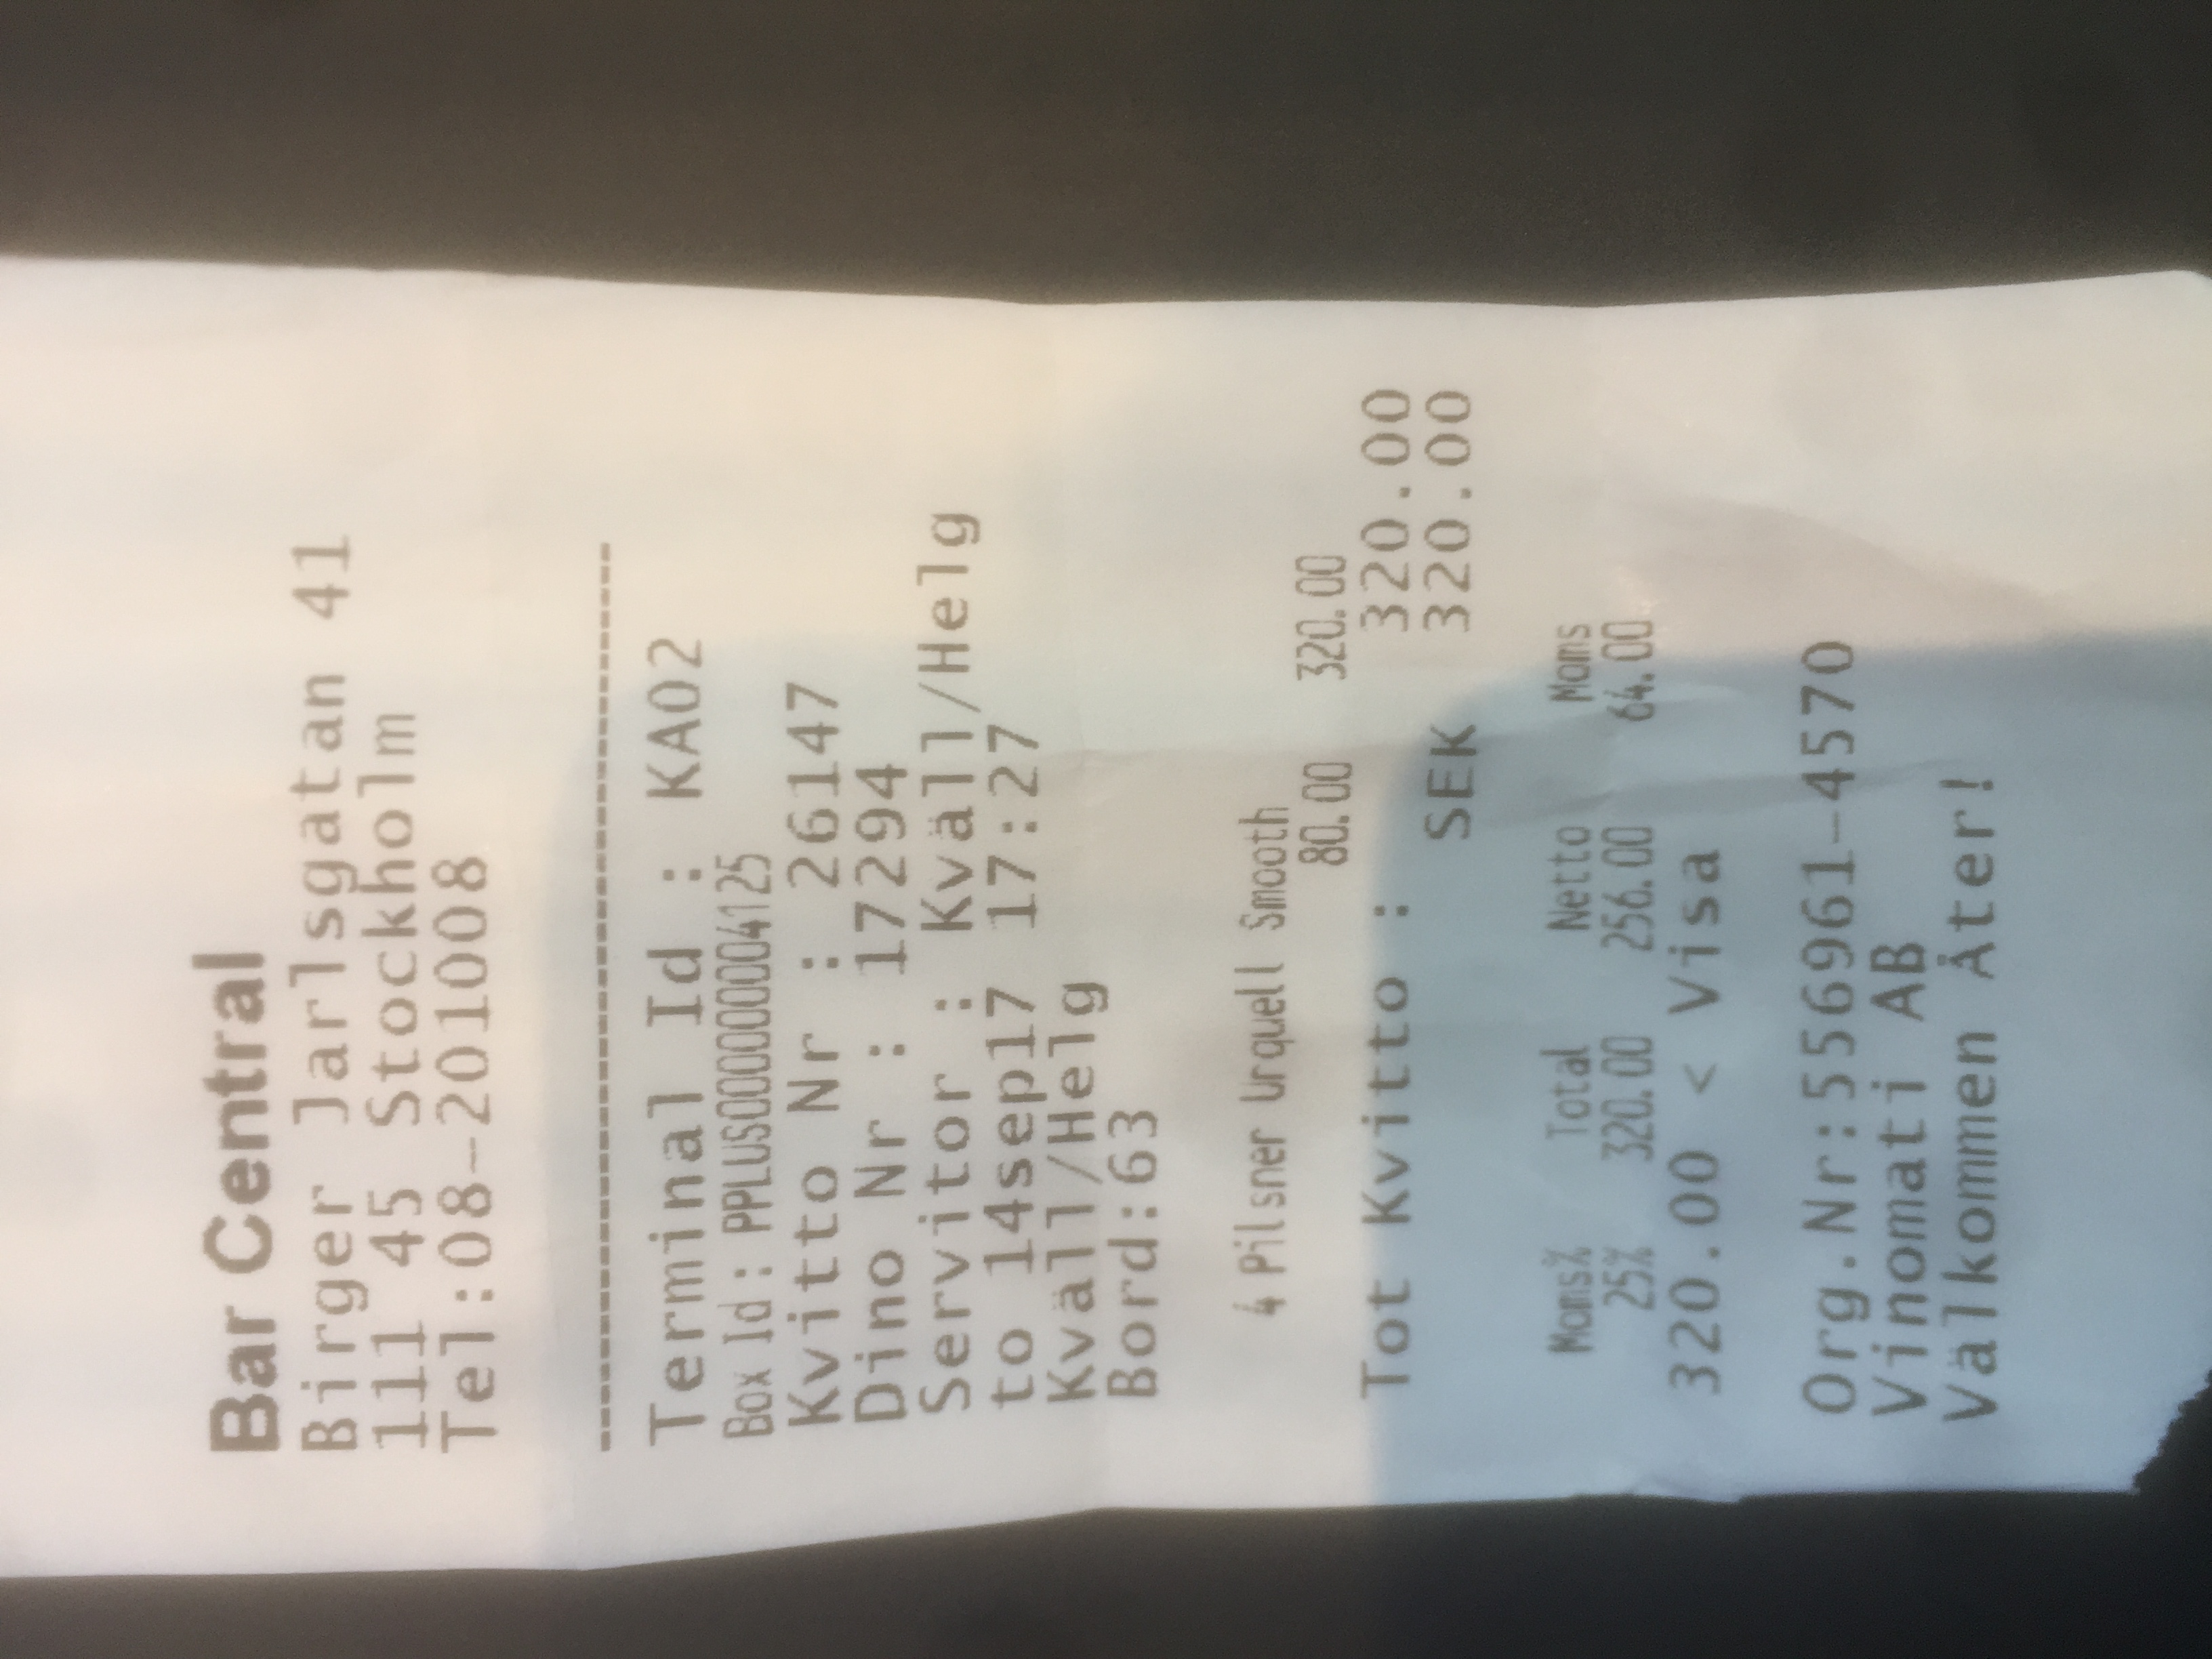 Bar Central
Birger Jarlsgatan 41
111 45 Stockholm
Tel:08-201008
---------------------------------------
Terminal Id : KA02
Box Id : PPLUS000000004125
Kvitto Nr : 26147
Dino Nr : 17294
Servitor : Kväll/Helg
to 14sep17 17:27
Kväll/Helg
Bord:63
4 Pilsner Urquell Smooth
80.00 320.00
Tot Kvitto : 320.00
SEK 320.00
Moms% Total Netto Moms
25% 320.00 256.00 64.00
320.00 < Visa
Org.Nr:556961-4570
Vinomati AB
Välkommen Åter!